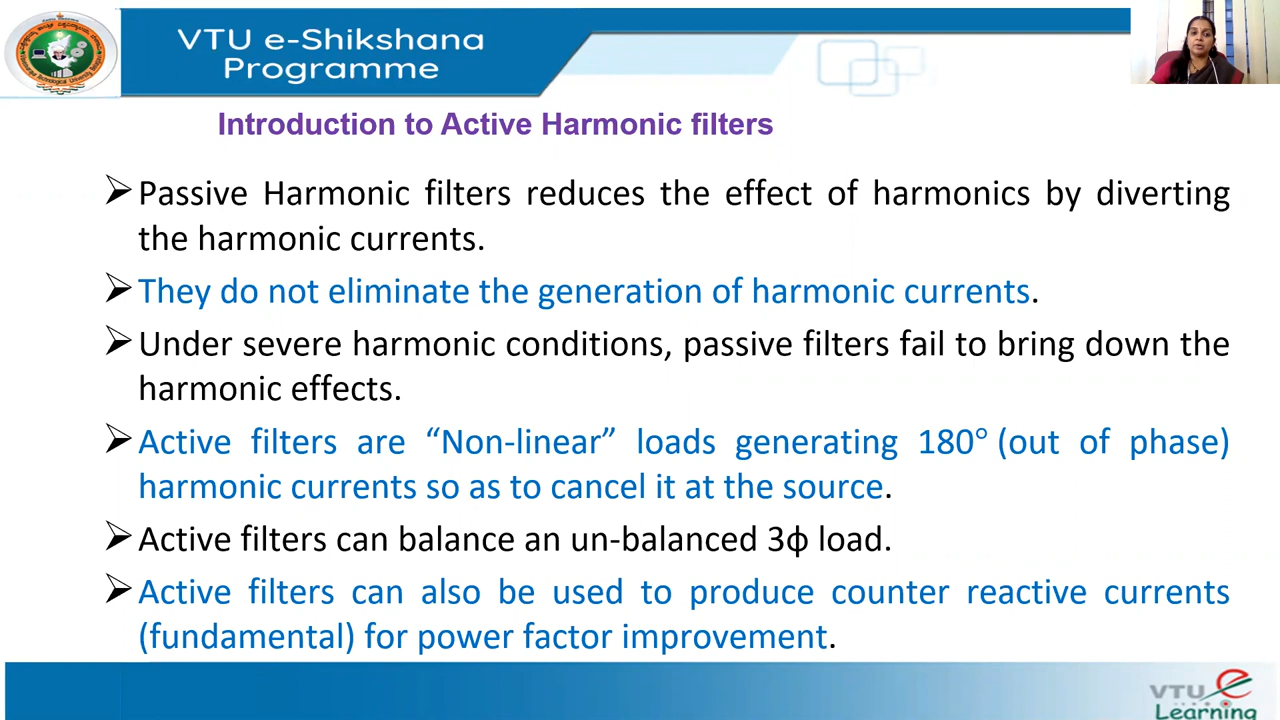 VTU e-Shikshana
Programme
Introduction to Active Harmonic filters
➢Passive Harmonic filters reduces the effect of harmonics by diverting
the harmonic currents.
➢They do not eliminate the generation of harmonic currents.
➢Under severe harmonic conditions, passive filters fail to bring down the
harmonic effects.
➢Active filters are “Non-linear” loads generating 180° (out of phase)
harmonic currents so as to cancel it at the source.
➢Active filters can balance an un-balanced 3ϕ load.
➢Active filters can also be used to produce counter reactive currents
(fundamental) for power factor improvement.
VTU e
Learning